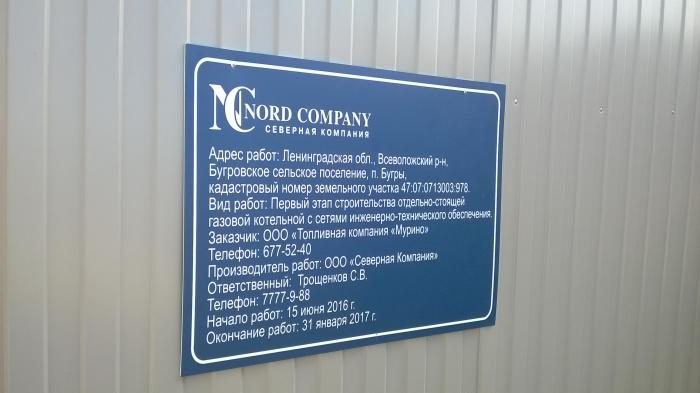 NC NORD COMPANY
СЕВЕРНАЯ КОМПАНИЯ
Адрес работ: Ленинградская обл., Всеволожский р-н,
Бугровское сельское поселение, п. Бугры,
кадастровый номер земельного участка 47:07:0713003:978.
Вид работ: Первый этап строительства отдельно-стоящей
газовой котельной с сетями инженерно-технического обеспечения.
Заказчик: ООО «Топливная компания «Мурино»
Телефон: 677-52-40
Производитель работ: ООО «Северная Компания»
Ответственный: Трощенков С.В.
Телефон: 7777-9-88
Начало работ: 15 июня 2016 г.
Окончание работ: 31 января 2017 г.